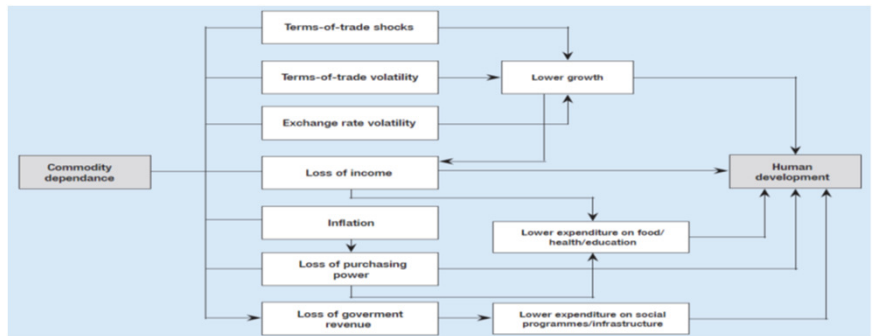 Terms-of-trade shocks
Terms-of-trade volatility
Lower growth
Exchange rate volatility
Commodity
dependance
Loss of income
Human
development
Inflation
Lower expenditure on food/
health/education
Loss of purchasing
power
Loss of goverment
revenue
Lower expenditure on social
programmes/infrastructure